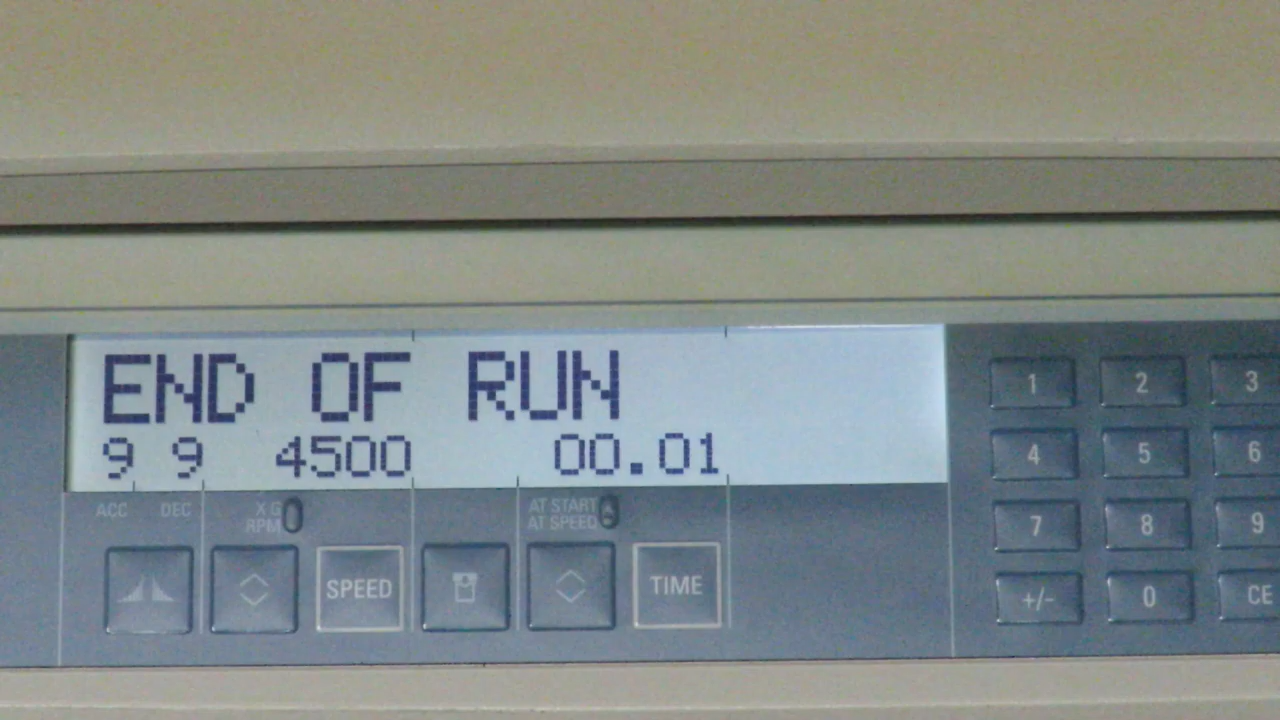 END OF RUN
9 9 4500 00.01
ACC DEC X G AT START
RPM AT SPEED
SPEED TIME
1 2 3
4 5 6
7 8 9
+/- 0 CE